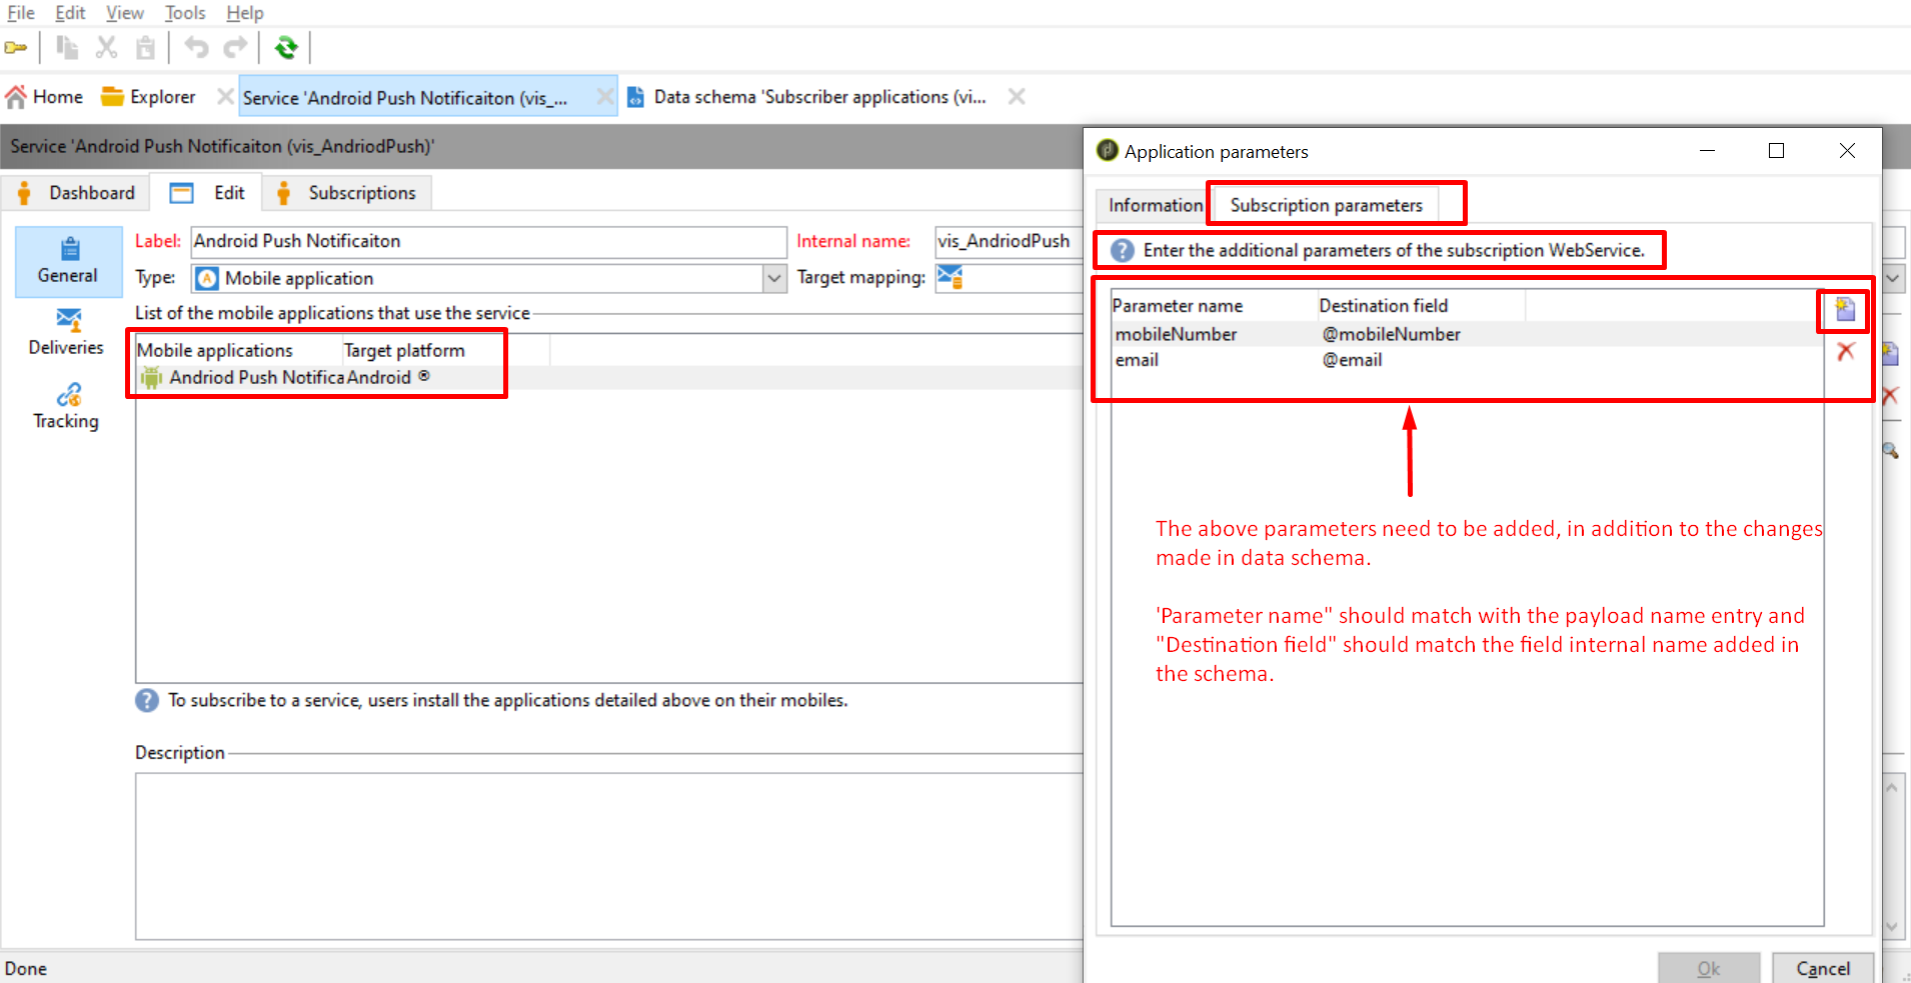 File Edit View Tools Help
Home Explorer Service 'Android Push Notificaiton (vis_... Data schema 'Subscriber applications (vi...
Service 'Android Push Notificaiton (vis_AndriodPush)'
Dashboard Edit Subscriptions
General
Deliveries
Tracking
Label: Android Push Notificaiton Internal name: vis_AndriodPush
Type: Mobile application Target mapping:
List of the mobile applications that use the service
Mobile applications Target platform
Andriod Push Notifica Android ®
To subscribe to a service, users install the applications detailed above on their mobiles.
Description
Done
Application parameters
Information Subscription parameters
Enter the additional parameters of the subscription WebService.
Parameter name Destination field
mobileNumber @mobileNumber
email @email
The above parameters need to be added, in addition to the changes
made in data schema.
'Parameter name" should match with the payload name entry and
"Destination field" should match the field internal name added in
the schema.
Ok Cancel